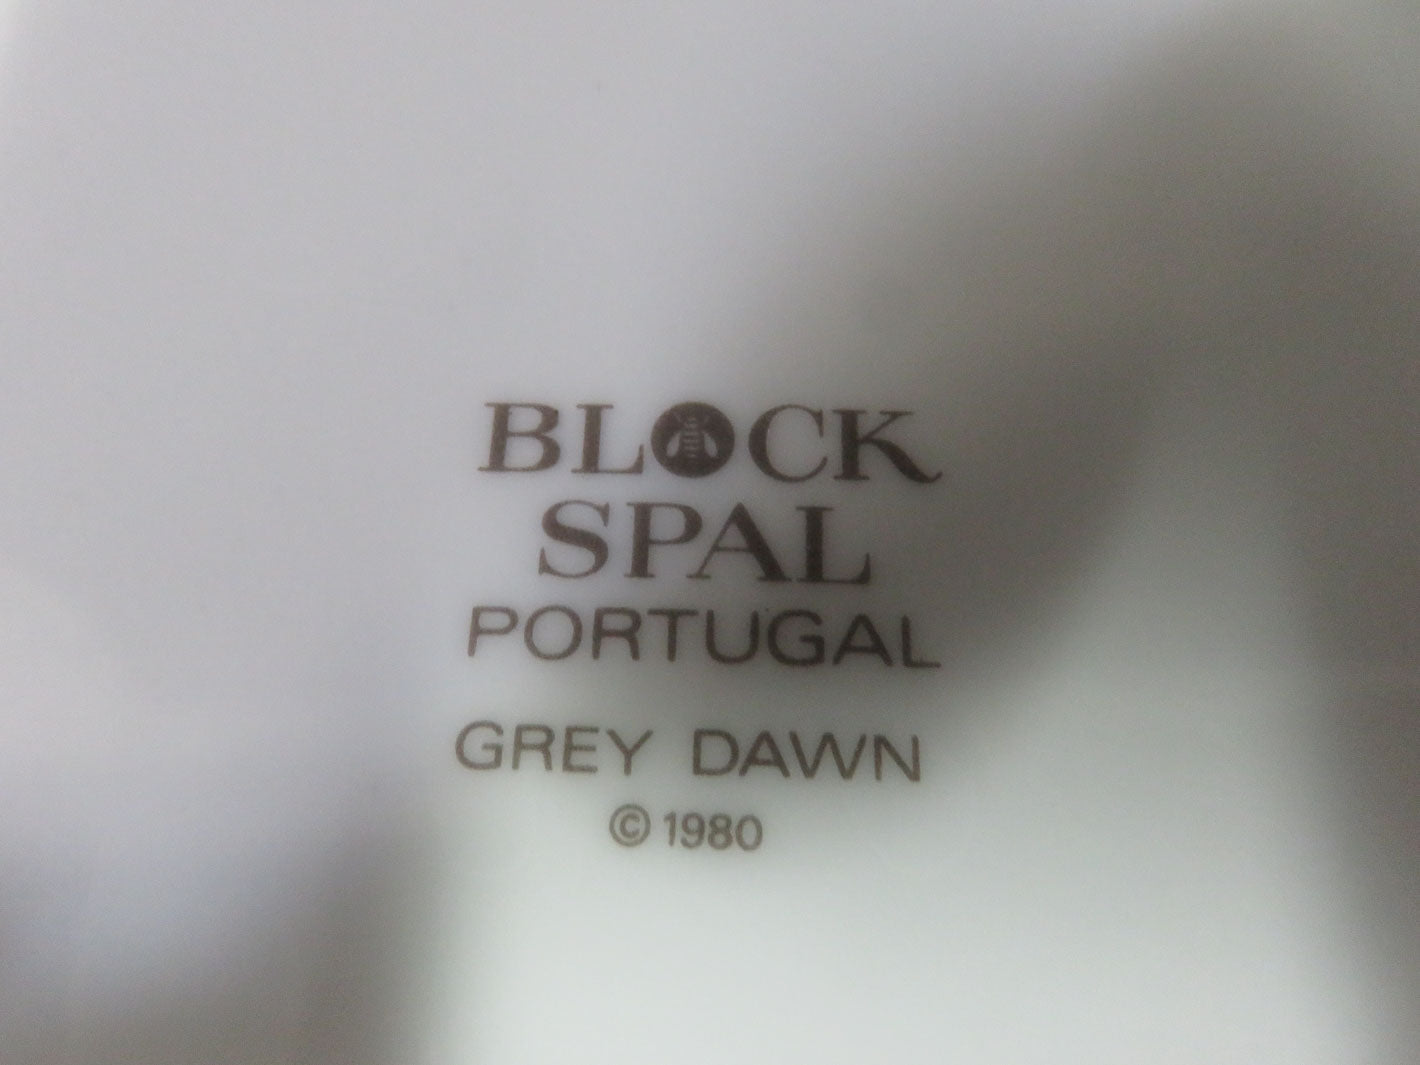 BLOCK
SPAL
PORTUGAL
GREY DAWN
© 1980